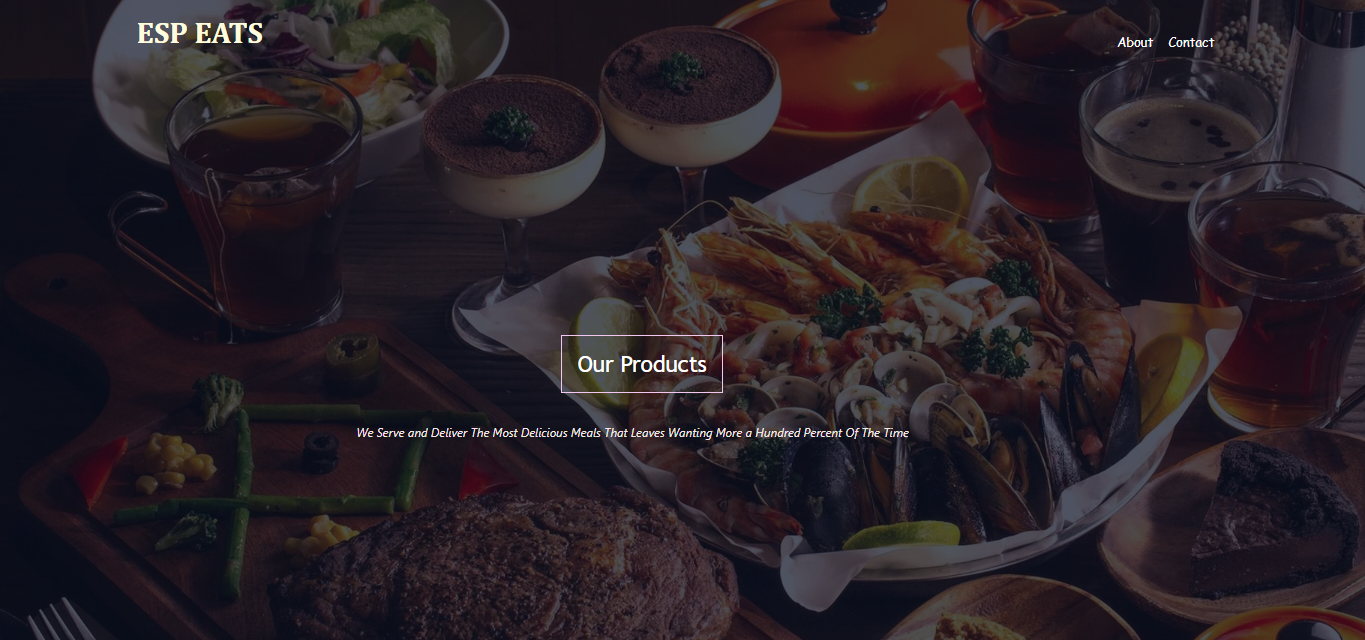 ESP EATS
About Contact
Our Products
We Serve and Deliver The Most Delicious Meals That Leaves Wanting More a Hundred Percent Of The Time